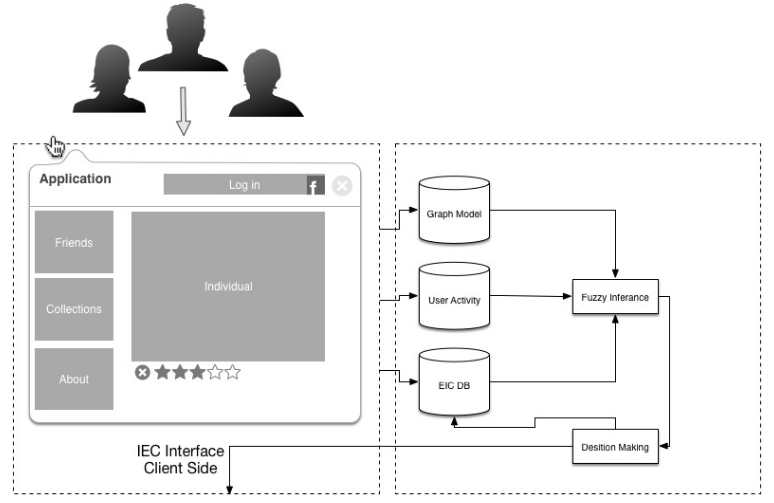 Application
Log in
f
Friends
Individual
Collections
About
IEC Interface
Client Side
Graph Model
User Activity
Fuzzy Inferance
EIC DB
Desition Making